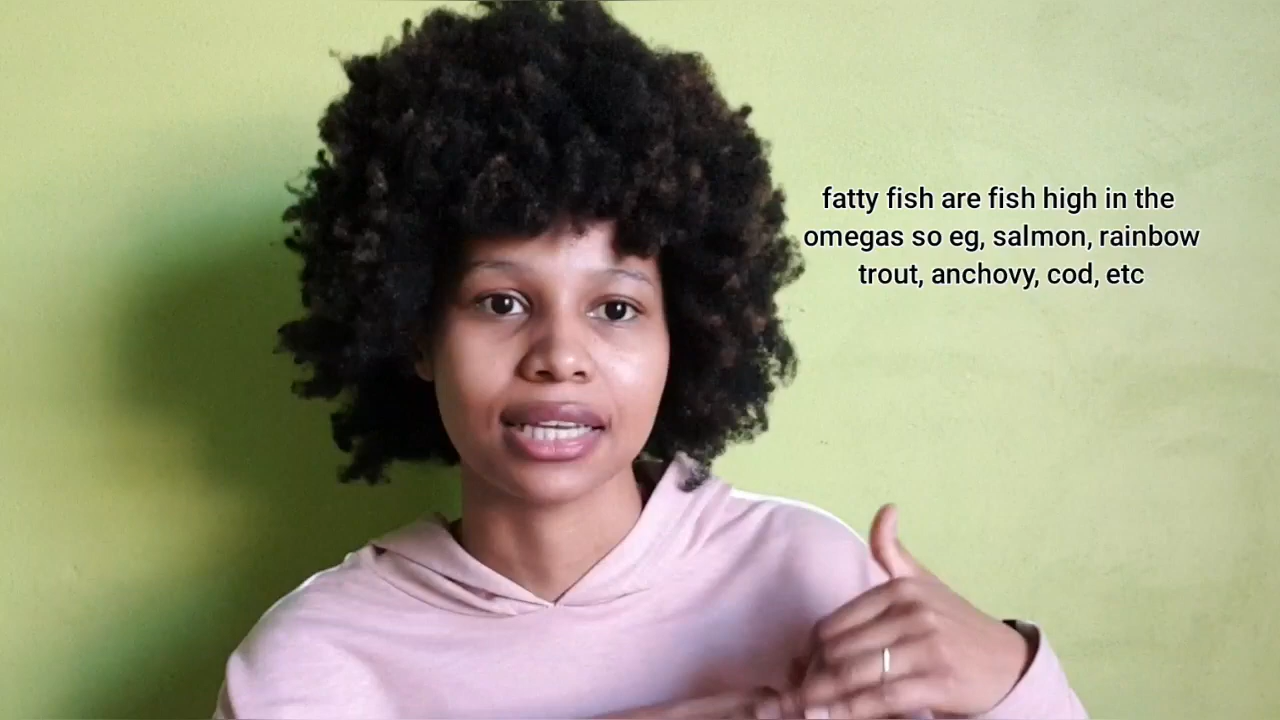 fatty fish are fish high in the
omegas so eg, salmon, rainbow
trout, anchovy, cod, etc